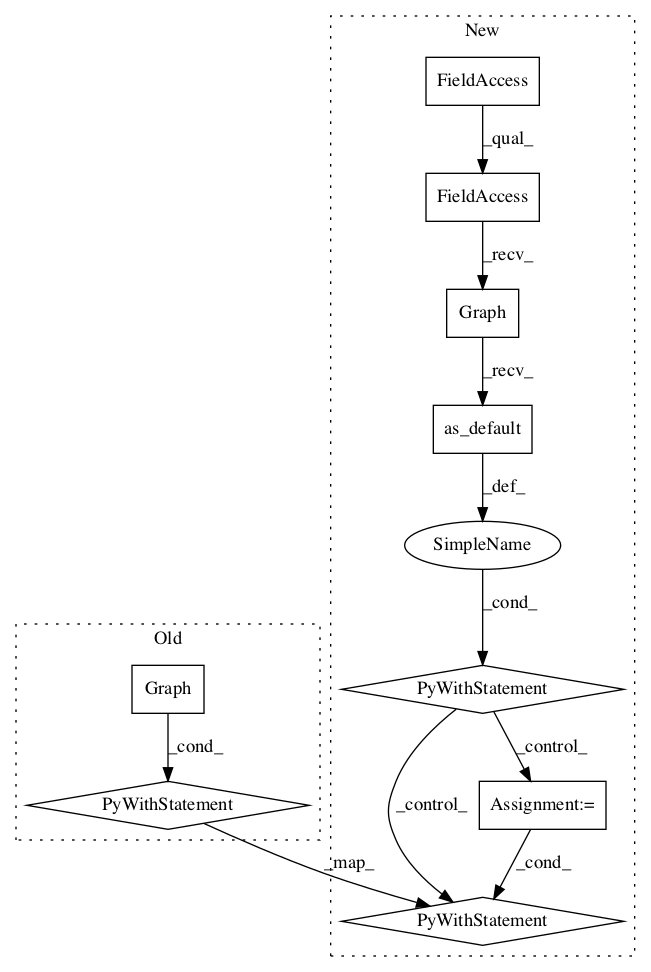 New
FieldAccess
_qual_
FieldAccess
_recv_
Graph
_recv_
as_default
_def_
SimpleName
_cond_
PyWithStatement
_control_
_control_
Assignment:=
_cond_
PyWithStatement
Old
Graph
_cond_
PyWithStatement
_map_